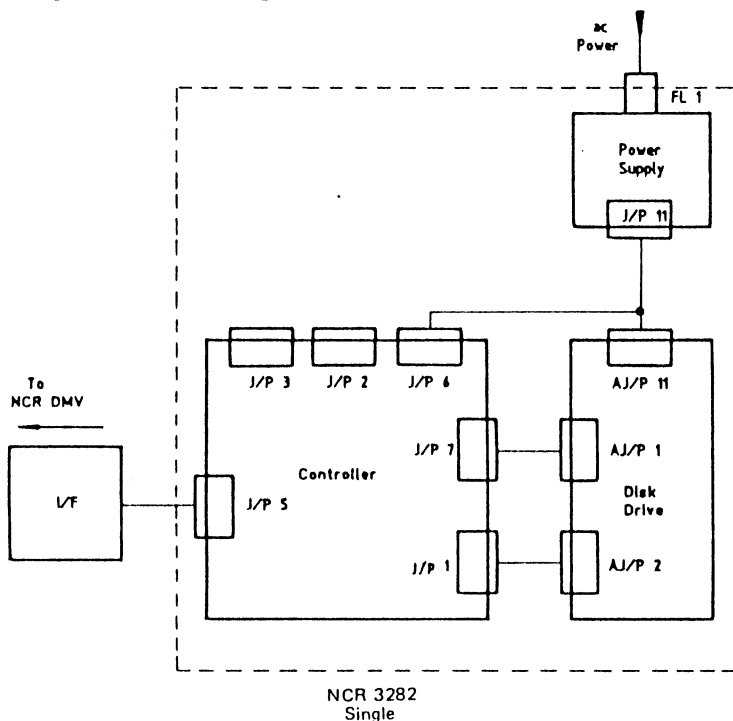 ac
Power
FL 1
Power
Supply
J/P 11
J/P 3
J/P 2
J/P 6
AJ/P 11
To
NCR DMV
J/P 7
AJ/P 1
Controller
I/F
J/P 5
Disk
Drive
J/P 1
AJ/P 2
NCR 3282
Single